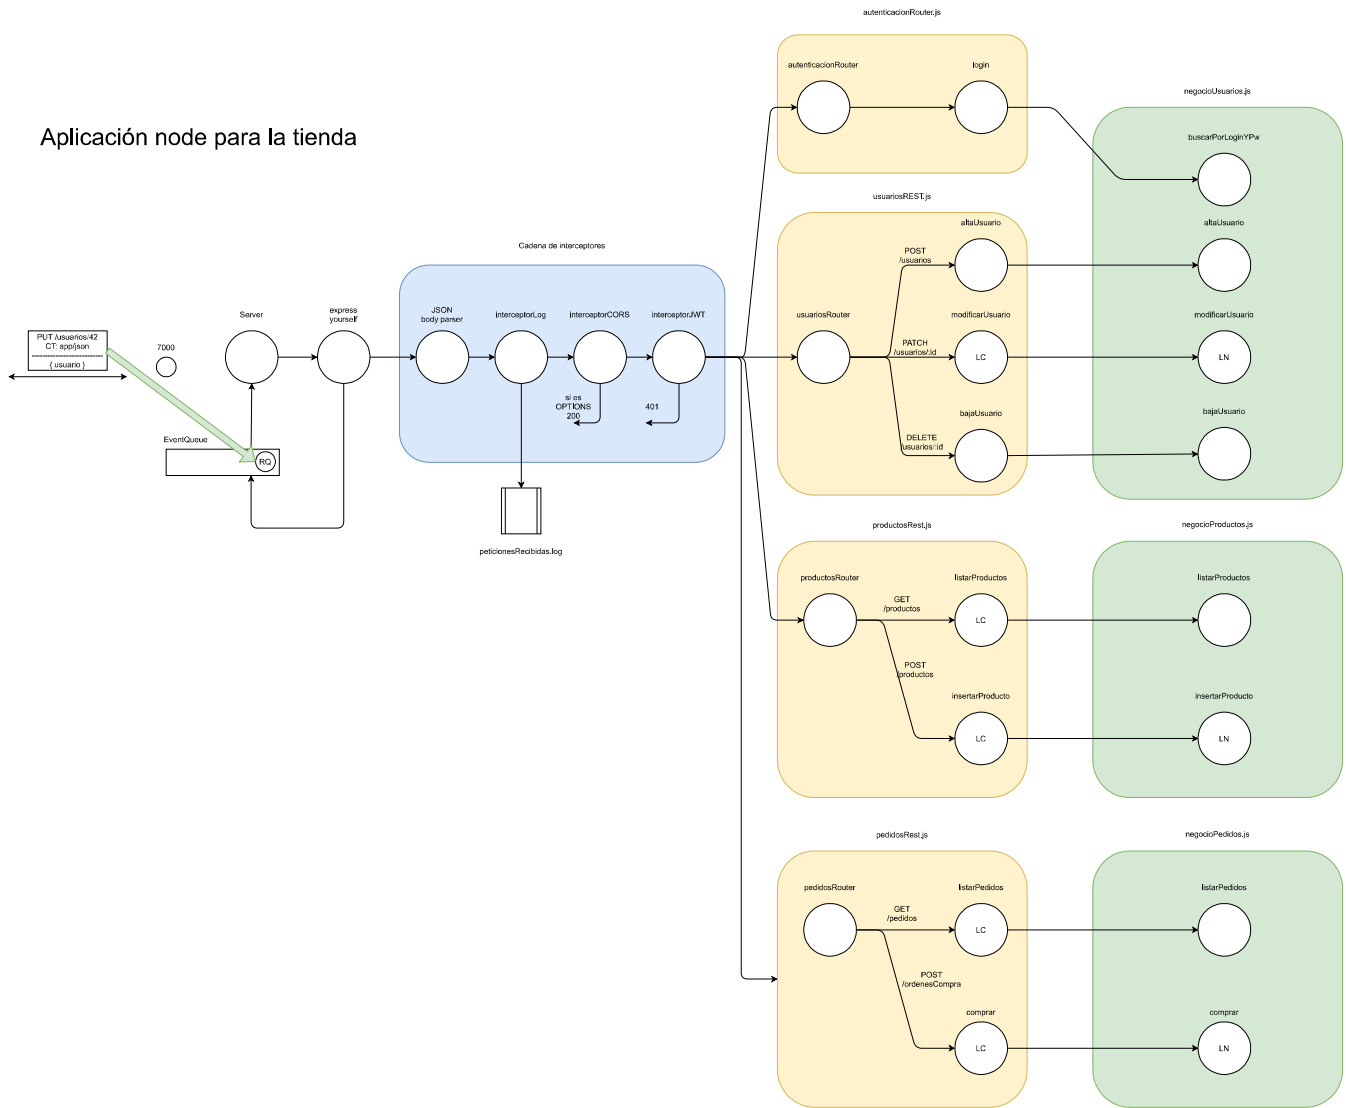 Aplicación node para la tienda
PUT /usuarios/42
CT: app/json
--------------------------
{ usuario }
7000
EventQueue
RQ
Server
express
yourself
Cadena de interceptores
JSON
body parser
interceptorLog
interceptorCORS
interceptorJWT
si es
OPTIONS
200
401
peticionesRecibidas.log
autenticacionRouter.js
autenticacionRouter
login
usuariosREST.js
usuariosRouter
POST
/usuarios
altaUsuario
PATCH
/usuarios/:id
modificarUsuario
LC
DELETE
/usuarios/:id
bajaUsuario
negocioUsuarios.js
buscarPorLoginYPw
altaUsuario
modificarUsuario
LN
bajaUsuario
productosRest.js
productosRouter
GET
/productos
listarProductos
LC
POST
/productos
insertarProducto
LC
negocioProductos.js
listarProductos
insertarProducto
LN
pedidosRest.js
pedidosRouter
GET
/pedidos
listarPedidos
LC
POST
/ordenesCompra
comprar
LC
negocioPedidos.js
listarPedidos
comprar
LN